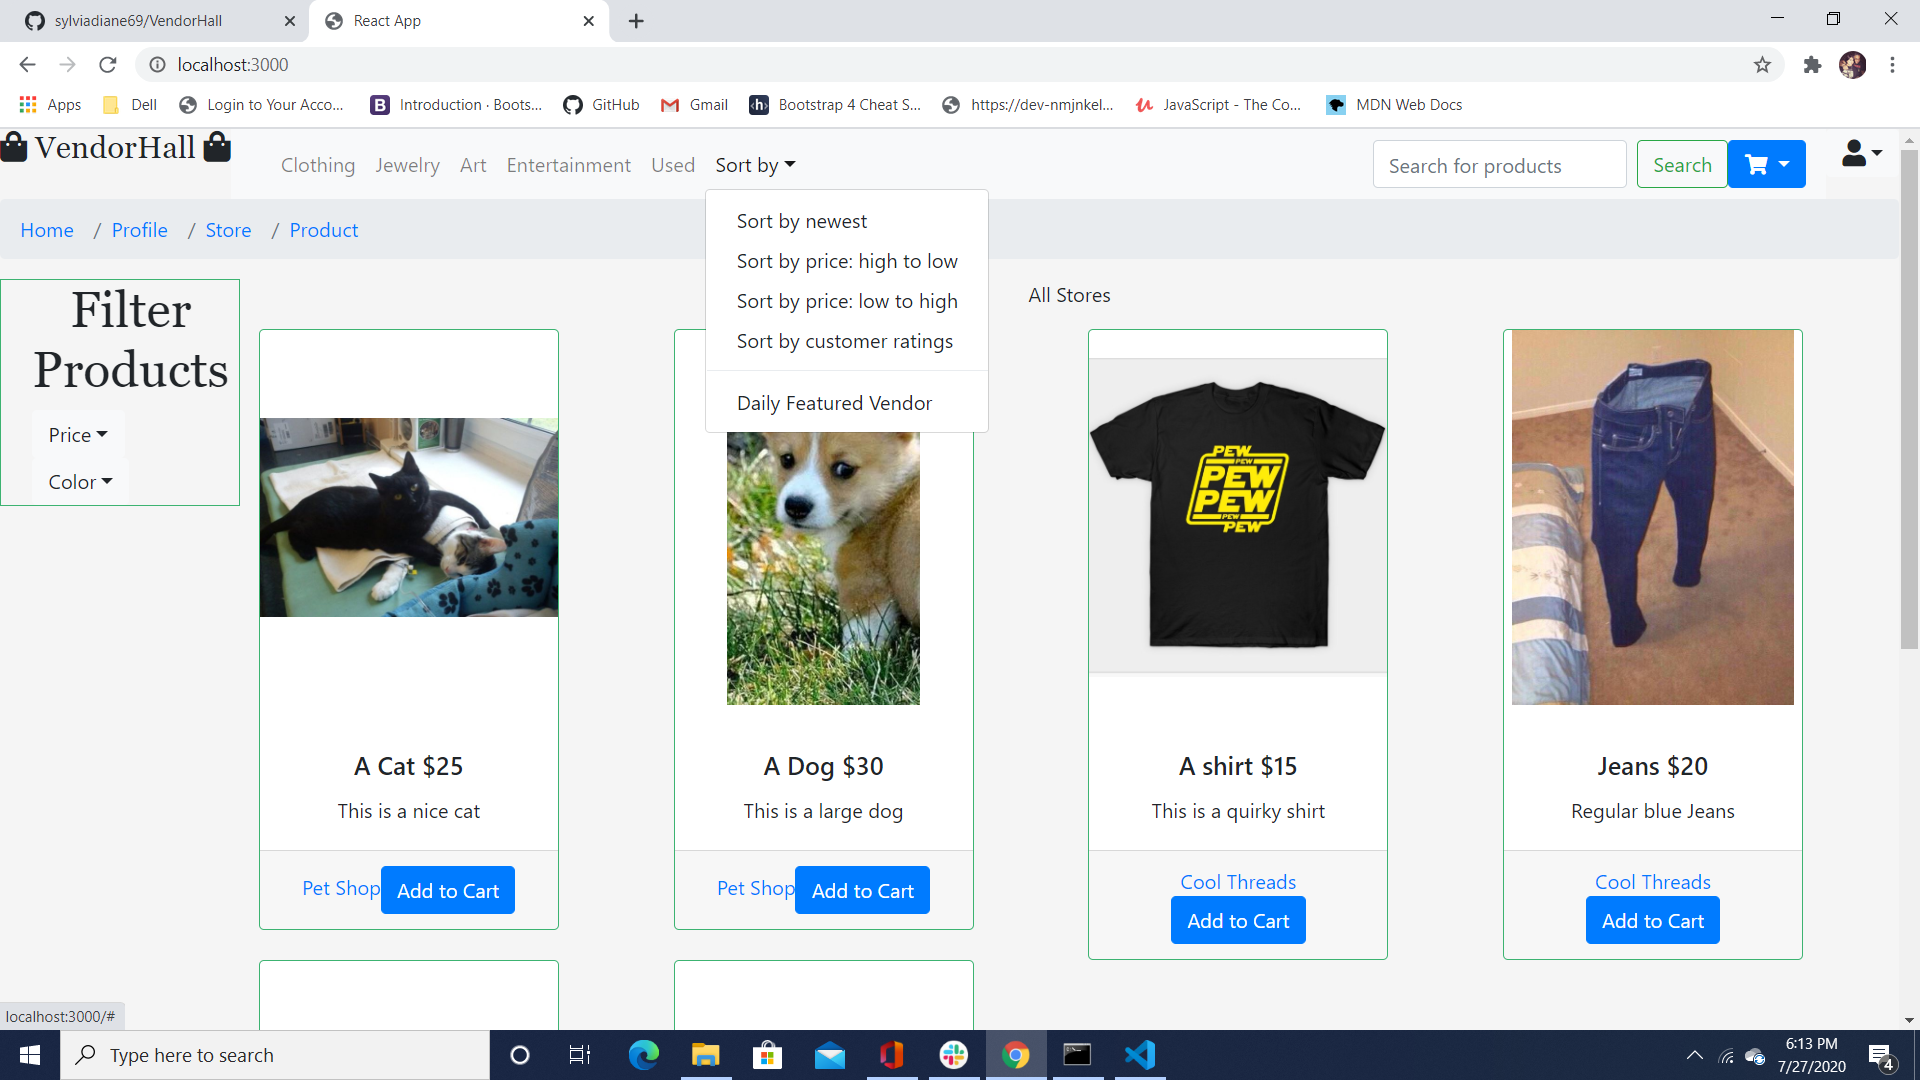 sylviadiane69/VendorHall
React App
localhost:3000
Apps
Dell
Login to Your Acco...
Introduction · Boots...
GitHub
Gmail
Bootstrap 4 Cheat S...
https://dev-nmjnkel...
JavaScript - The Co...
MDN Web Docs
VendorHall
Clothing
Jewelry
Art
Entertainment
Used
Sort by
Search for products
Search
Home / Profile / Store / Product
Sort by newest
Sort by price: high to low
Sort by price: low to high
Sort by customer ratings
Daily Featured Vendor
All Stores
Filter
Products
Price
Color
PEW
PEW
PEW
PEW
PEW
PEW
A Cat $25
This is a nice cat
Pet Shop
Add to Cart
A Dog $30
This is a large dog
Pet Shop
Add to Cart
A shirt $15
This is a quirky shirt
Cool Threads
Add to Cart
Jeans $20
Regular blue Jeans
Cool Threads
Add to Cart
localhost:3000/#
Type here to search
6:13 PM
7/27/2020
4